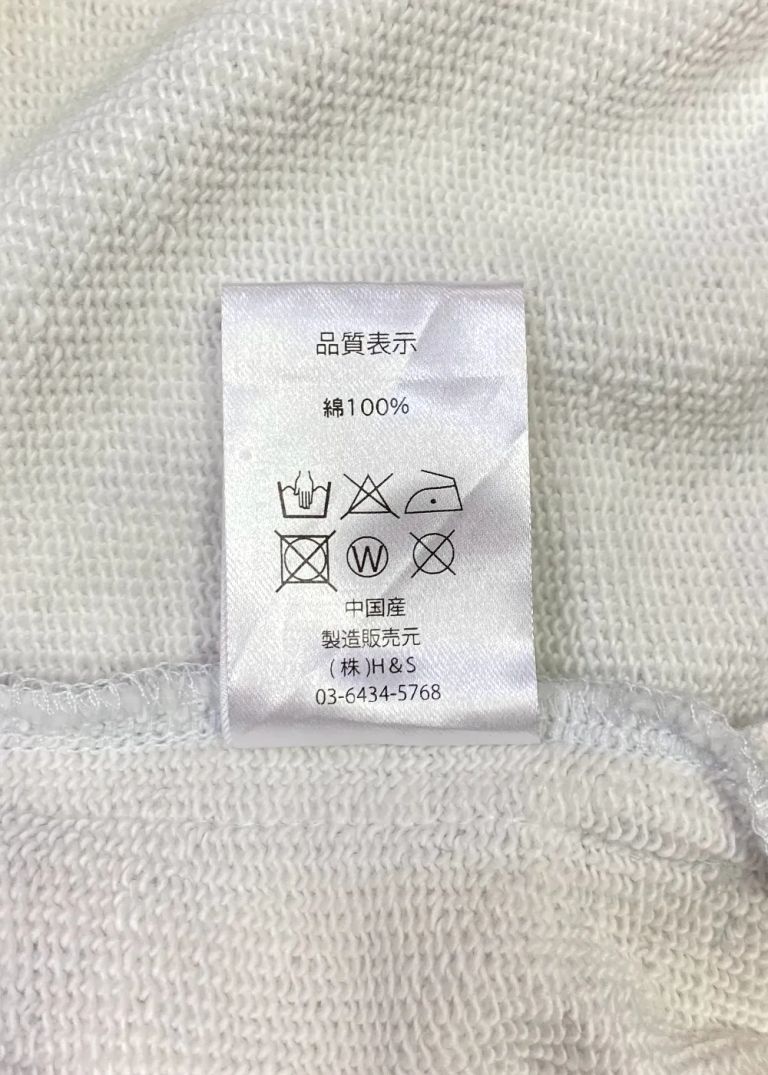 品質表示
綿100%
W
中国産
製造販売元
(株)H&S
03-6434-5768